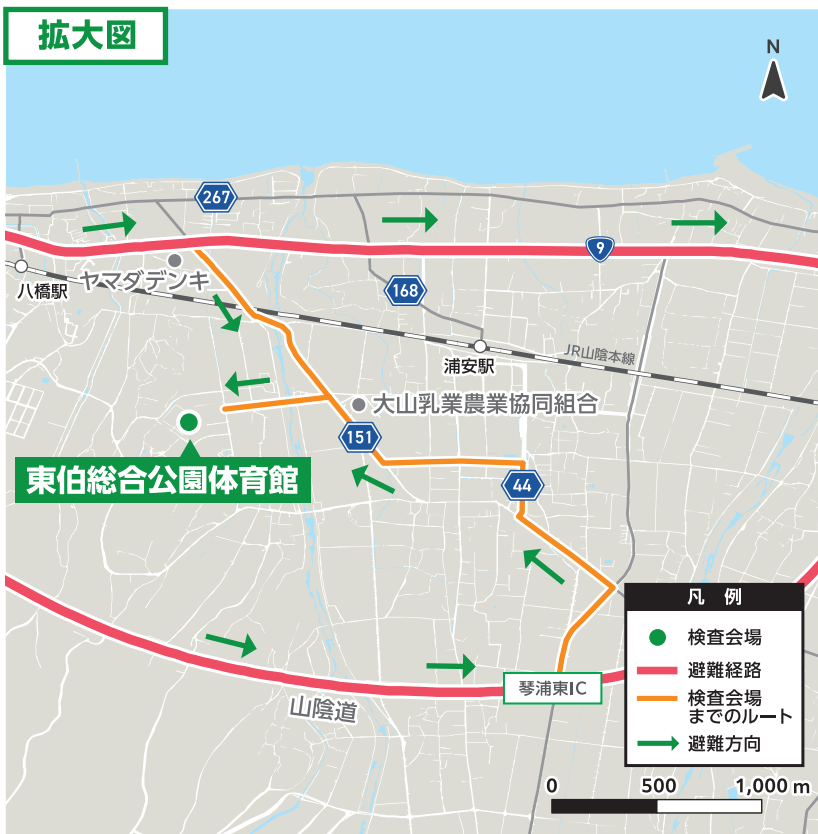 拡大図
N
267
9
ヤマダデンキ
八橋駅
168
JR山陰本線
浦安駅
大山乳業農業協同組合
151
東伯総合公園体育館
44
凡 例
検査会場
避難経路
検査会場
までのルート
避難方向
琴浦東IC
山陰道
0 500 1,000 m